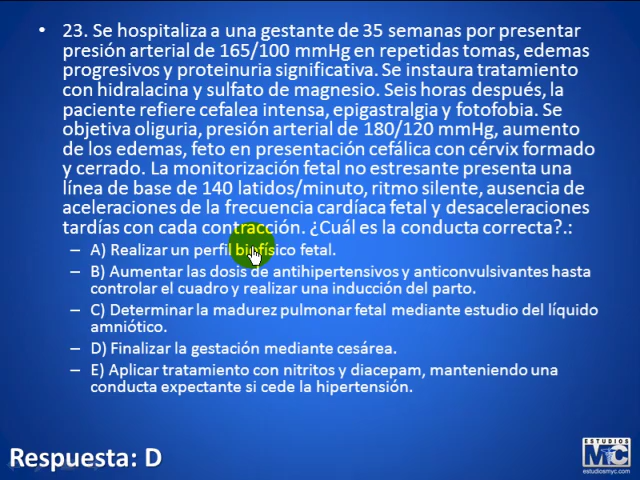 • 23. Se hospitaliza a una gestante de 35 semanas por presentar
presión arterial de 165/100 mmHg en repetidas tomas, edemas
progresivos y proteinuria significativa. Se instaura tratamiento
con hidralacina y sulfato de magnesio. Seis horas después, la
paciente refiere cefalea intensa, epigastralgia y fotofobia. Se
objetiva oliguria, presión arterial de 180/120 mmHg, aumento
de los edemas, feto en presentación cefálica con cérvix formado
y cerrado. La monitorización fetal no estresante presenta una
línea de base de 140 latidos/minuto, ritmo silente, ausencia de
aceleraciones de la frecuencia cardíaca fetal y desaceleraciones
tardías con cada contracción. ¿Cuál es la conducta correcta?.:
– A) Realizar un perfil biofísico fetal.
– B) Aumentar las dosis de antihipertensivos y anticonvulsivantes hasta
controlar el cuadro y realizar una inducción del parto.
– C) Determinar la madurez pulmonar fetal mediante estudio del líquido
amniótico.
– D) Finalizar la gestación mediante cesárea.
– E) Aplicar tratamiento con nitritos y diacepam, manteniendo una
conducta expectante si cede la hipertensión.
Respuesta: D
ESTUDIOS
MyC
estudiosmyc.com